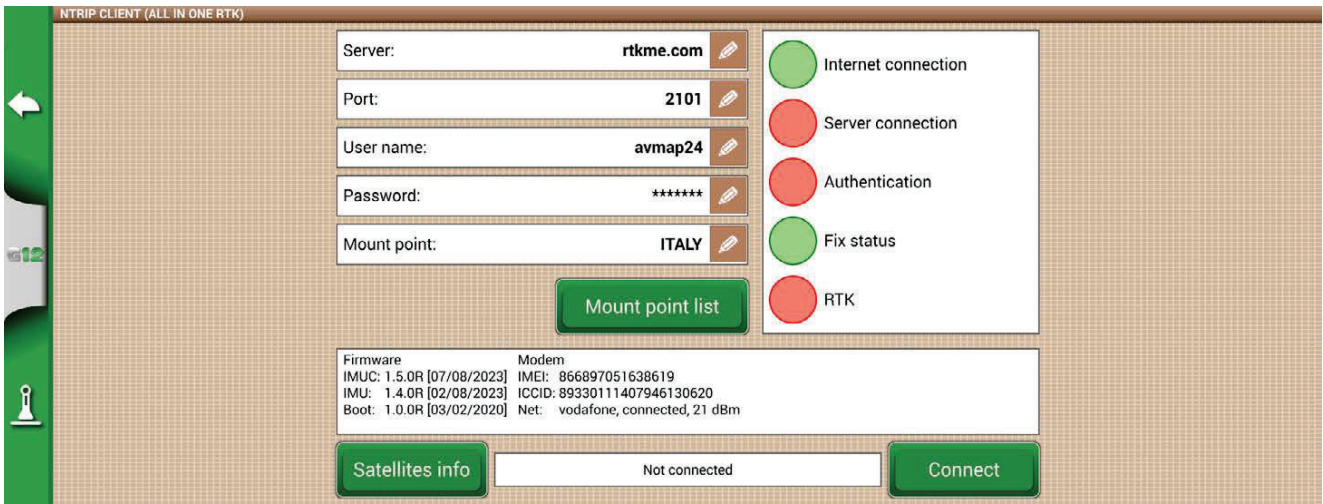 NTRIP CLIENT (ALL IN ONE RTK)
Server: rtkme.com
Port: 2101
User name: avmap24
Password: *******
Mount point: ITALY
Mount point list
Internet connection
Server connection
Authentication
Fix status
RTK
G12
Firmware Modem
IMUC: 1.5.0R [07/08/2023] IMEI: 866897051638619
IMU: 1.4.0R [02/08/2023] ICCID: 89330111407946130620
Boot: 1.0.0R [03/02/2020] Net: vodafone, connected, 21 dBm
Satellites info
Not connected
Connect